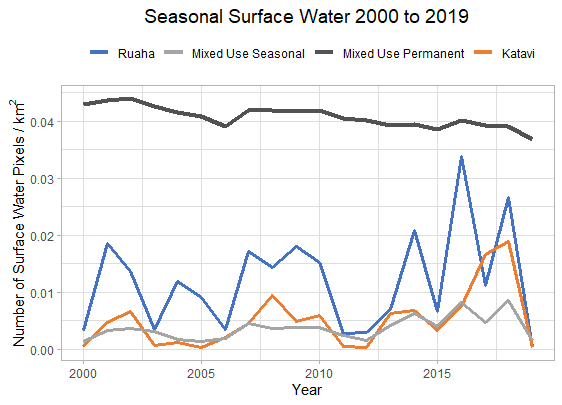 Seasonal Surface Water 2000 to 2019
Ruaha Mixed Use Seasonal Mixed Use Permanent Katavi
Number of Surface Water Pixels / km²
0.04
0.03
0.02
0.01
0.00
2000 2005 2010 2015
Year